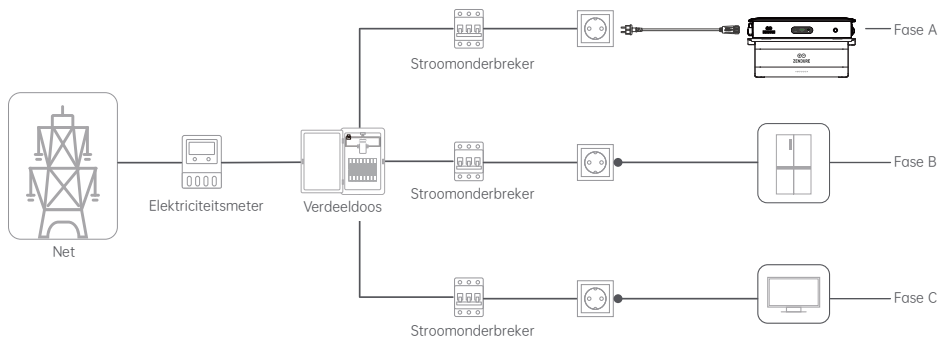 Stroomonderbreker
Fase A
ZENDURE
Net
Elektriciteitsmeter
Verdeeldoos
Stroomonderbreker
Fase B
Stroomonderbreker
Fase C